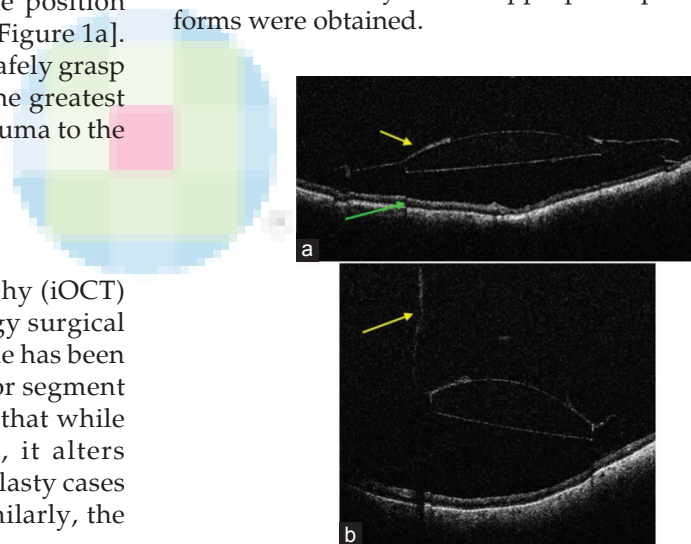 e position
Figure 1a].
afely grasp
he greatest
uma to the
hy (iOCT)
gy surgical
e has been
or segment
that while
, it alters
lasty cases
nilarly, the
forms were obtained.
a
b